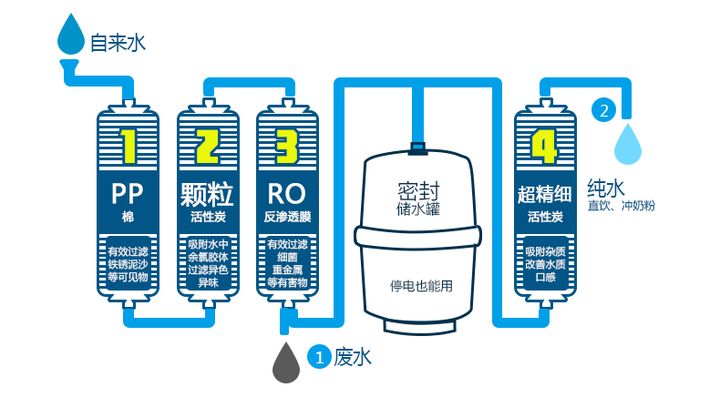 自来水
1
PP
棉
有效过滤
铁锈泥沙
等可见物
2
颗粒
活性炭
吸附水中
余氯胶体
过滤异色
异味
3
RO
反渗透膜
有效过滤
细菌
重金属
等有害物
1 废水
密封
储水罐
停电也能用
4
超精细
活性炭
吸附杂质
改善水质
口感
2
纯水
直饮、冲奶粉